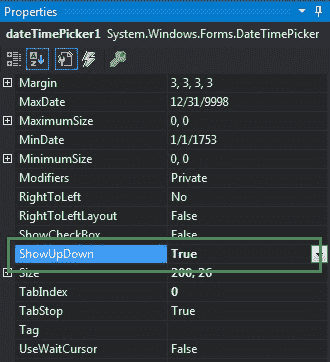 Properties
dateTimePicker1 System.Windows.Forms.DateTimePicker
Margin 3, 3, 3, 3
MaxDate 12/31/9998
MaximumSize 0, 0
MinDate 1/1/1753
MinimumSize 0, 0
Modifiers Private
RightToLeft No
RightToLeftLayout False
ShowCheckBox False
ShowUpDown True
Size 200, 26
TabIndex 0
TabStop True
Tag
UseWaitCursor False